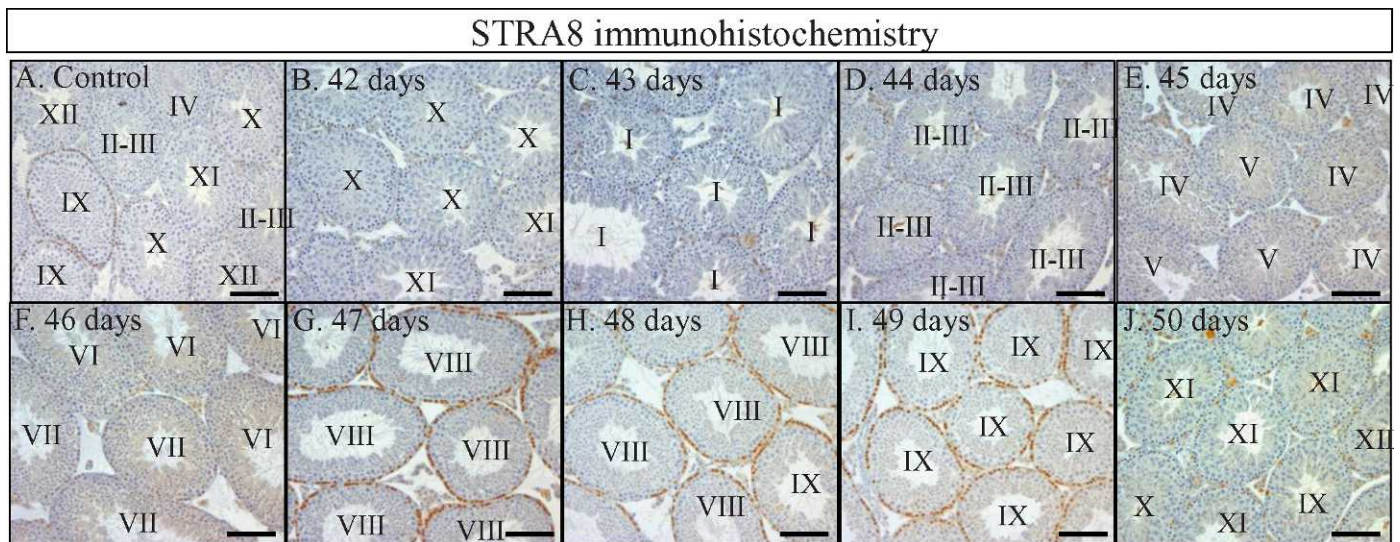 STRA8 immunohistochemistry
A. Control
XII
IV
X
II-III
XI
IX
II-III
X
IX
XII
B. 42 days
X
X
X
X
XI
XI
C. 43 days
I
I
I
I
I
I
D. 44 days
II-III
II-III
II-III
II-III
II-III
II-III
E. 45 days
IV
IV
IV
IV
V
IV
V
V
IV
F. 46 days
VI
VI
VI
VII
VII
VI
VII
G. 47 days
VIII
VIII
VIII
VIII
VIII
H. 48 days
VIII
VIII
VIII
IX
VIII
I. 49 days
IX
IX
IX
IX
IX
IX
IX
J. 50 days
XI
XI
XI
XII
X
XI
IX